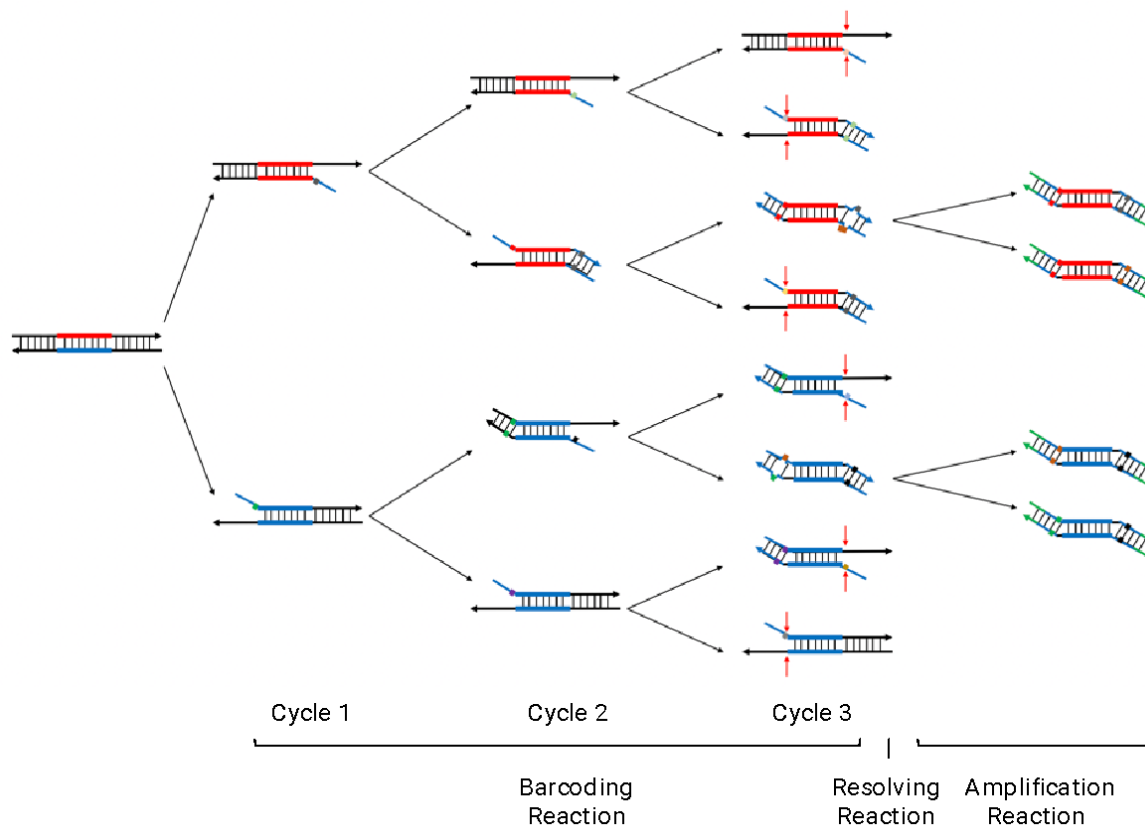 Cycle 1
Cycle 2
Cycle 3
Barcoding
Reaction
Resolving
Reaction
Amplification
Reaction